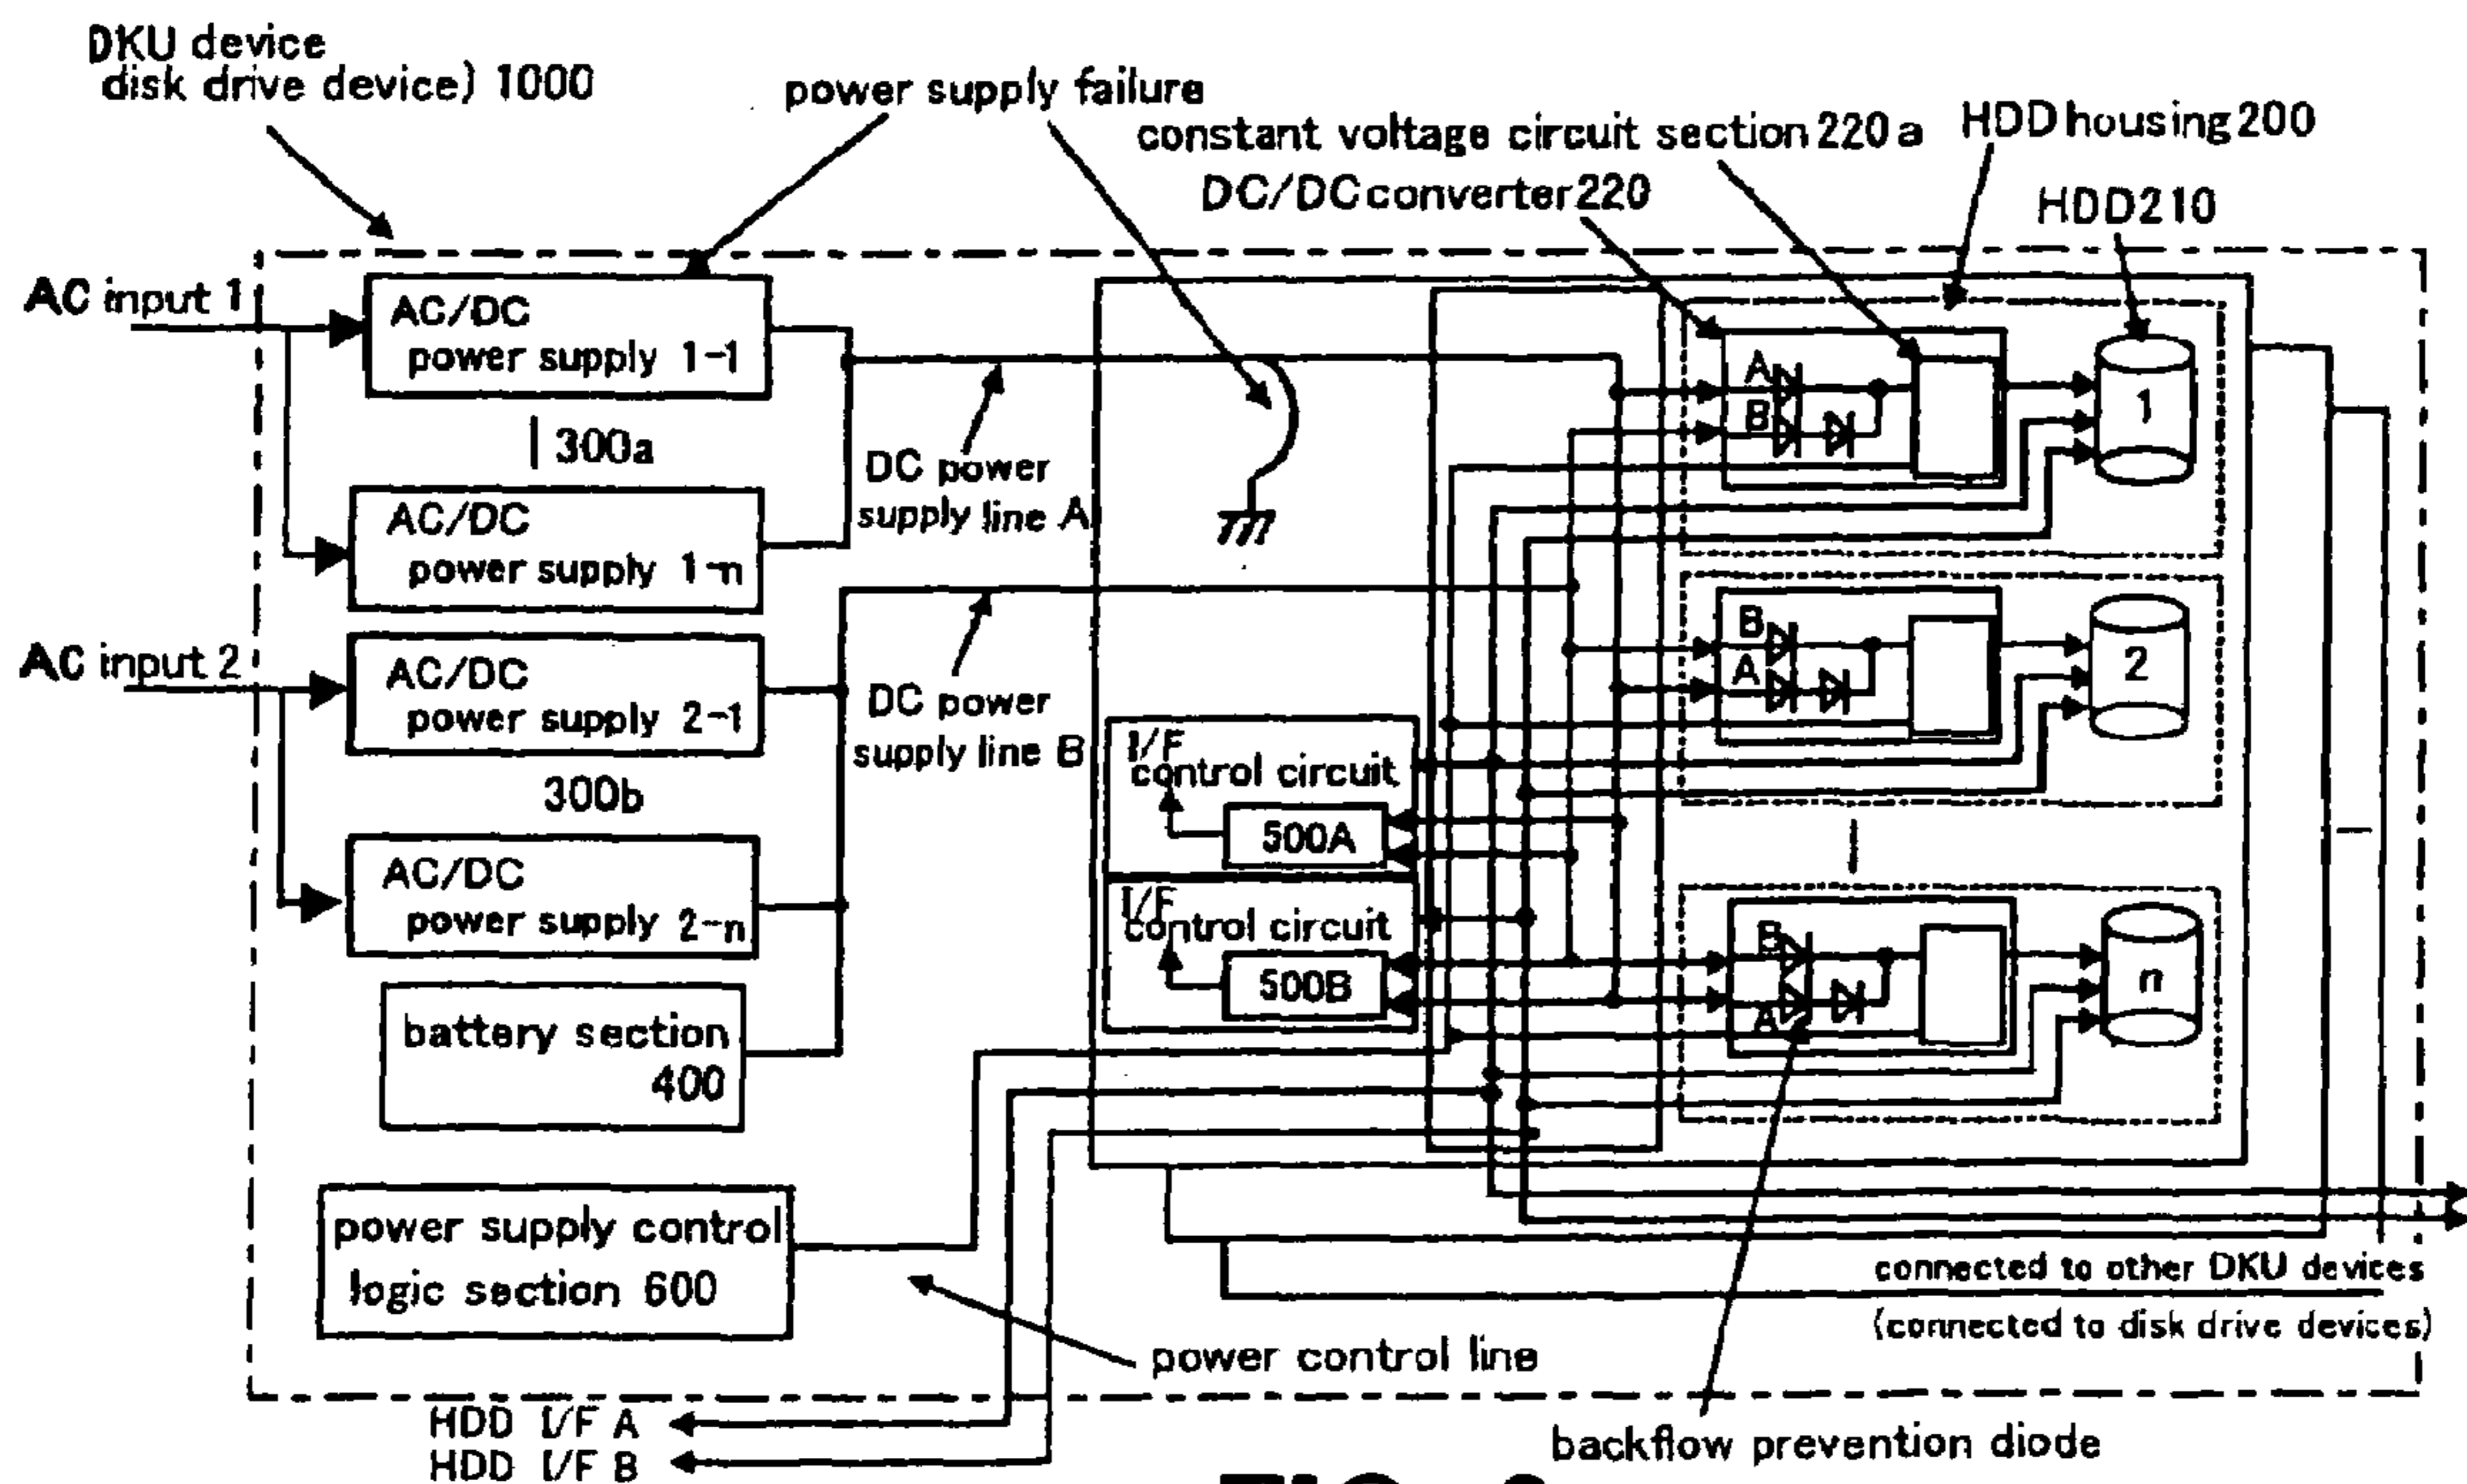 DKU device
disk drive device) 1000
power supply failure
constant voltage circuit section 220a
HDD housing 200
DC/DC converter 220
HDD 210
AC input 1
AC/DC
power supply 1-1
300a
DC power
supply line A
AC/DC
power supply 1-n
AC input 2
AC/DC
power supply 2-1
DC power
supply line B
300b
AC/DC
power supply 2-n
battery section
400
power supply control
logic section 600
I/F
control circuit
500A
I/F
control circuit
500B
A
B
1
B
A
2
B
A
n
connected to other DKU devices
(connected to disk drive devices)
power control line
HDD I/F A
HDD I/F B
backflow prevention diode